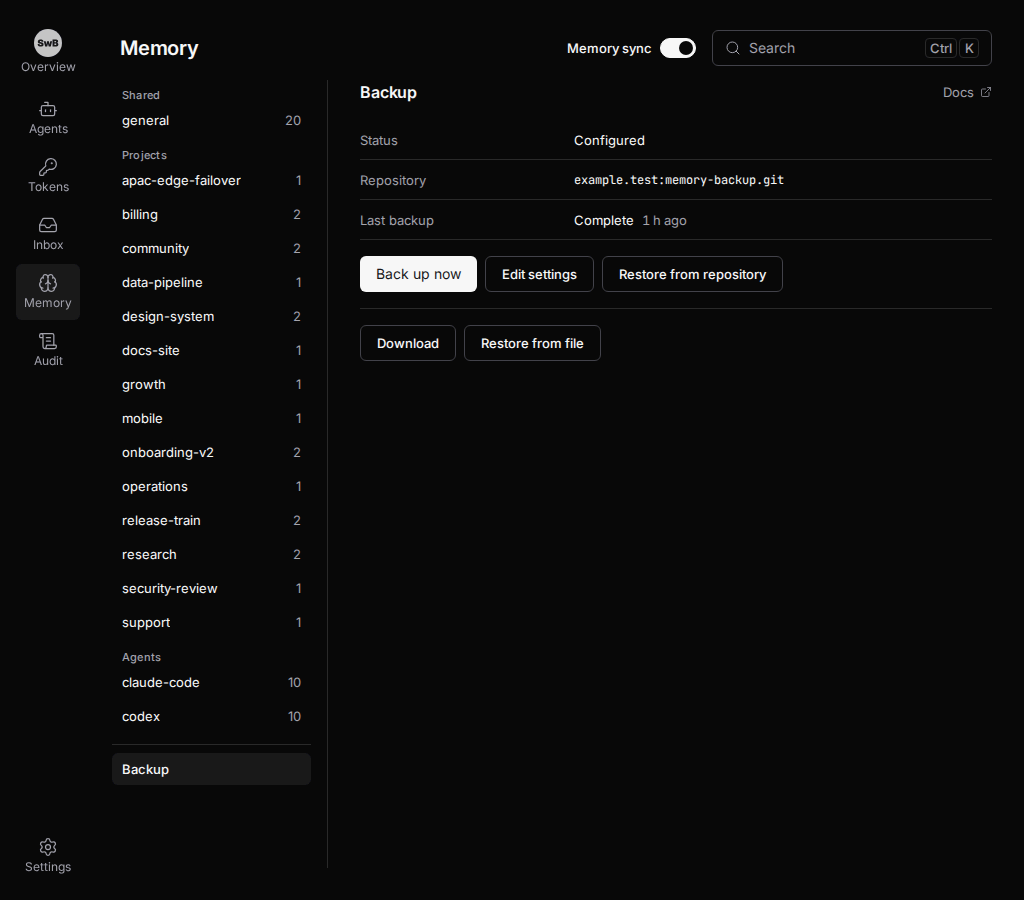 SwB
Overview
Agents
Tokens
Inbox
Memory
Audit
Settings
Memory
Memory sync
Search
Ctrl K
Shared
general 20
Projects
apac-edge-failover 1
billing 2
community 2
data-pipeline 1
design-system 2
docs-site 1
growth 1
mobile 1
onboarding-v2 2
operations 1
release-train 2
research 2
security-review 1
support 1
Agents
claude-code 10
codex 10
Backup
Backup
Docs
Status Configured
Repository example.test:memory-backup.git
Last backup Complete 1 h ago
Back up now Edit settings Restore from repository
Download Restore from file